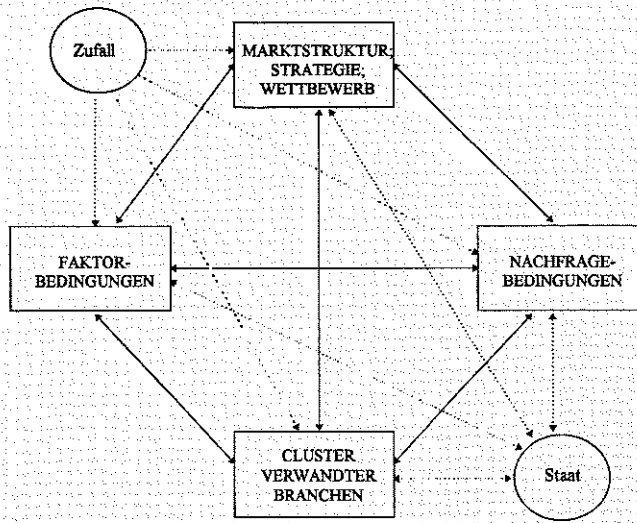 Zufall
MARKTSTRUKTUR;
STRATEGIE;
WETTBEWERB
FAKTOR-
BEDINGUNGEN
NACHFRAGE-
BEDINGUNGEN
CLUSTER
VERWANDTER
BRANCHEN
Staat